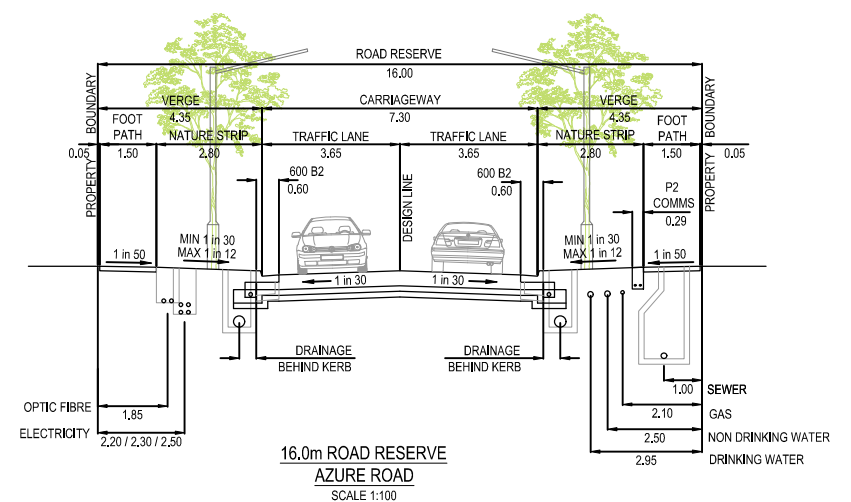 ROAD RESERVE
16.00
VERGE
4.35
CARRIAGEWAY
7.30
VERGE
4.35
PROPERTY BOUNDARY
0.05
FOOT
PATH
1.50
NATURE STRIP
2.80
TRAFFIC LANE
3.65
TRAFFIC LANE
3.65
NATURE STRIP
2.80
FOOT
PATH
1.50
0.05
PROPERTY BOUNDARY
600 B2
0.60
DESIGN LINE
600 B2
0.60
P2
COMMS
0.29
1 in 50
MIN 1 in 30
MAX 1 in 12
1 in 30
1 in 30
MIN 1 in 30
MAX 1 in 12
1 in 50
DRAINAGE
BEHIND KERB
DRAINAGE
BEHIND KERB
OPTIC FIBRE
1.85
ELECTRICITY
2.20 / 2.30 / 2.50
1.00
SEWER
2.10
GAS
2.50
NON DRINKING WATER
2.95
DRINKING WATER
16.0m ROAD RESERVE
AZURE ROAD
SCALE 1:100